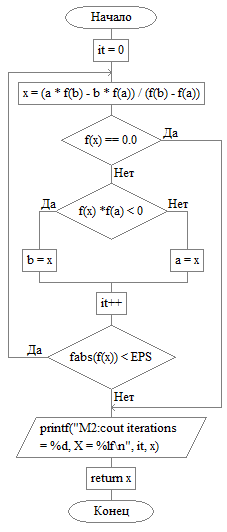 Начало
it = 0
x = (a * f(b) - b * f(a)) / (f(b) - f(a))
f(x) == 0.0
Да
Нет
f(x) *f(a) < 0
Да
Нет
b = x
a = x
it++
fabs(f(x)) < EPS
Да
Нет
printf("M2:cout iterations
= %d, X = %lf\n", it, x)
return x
Конец